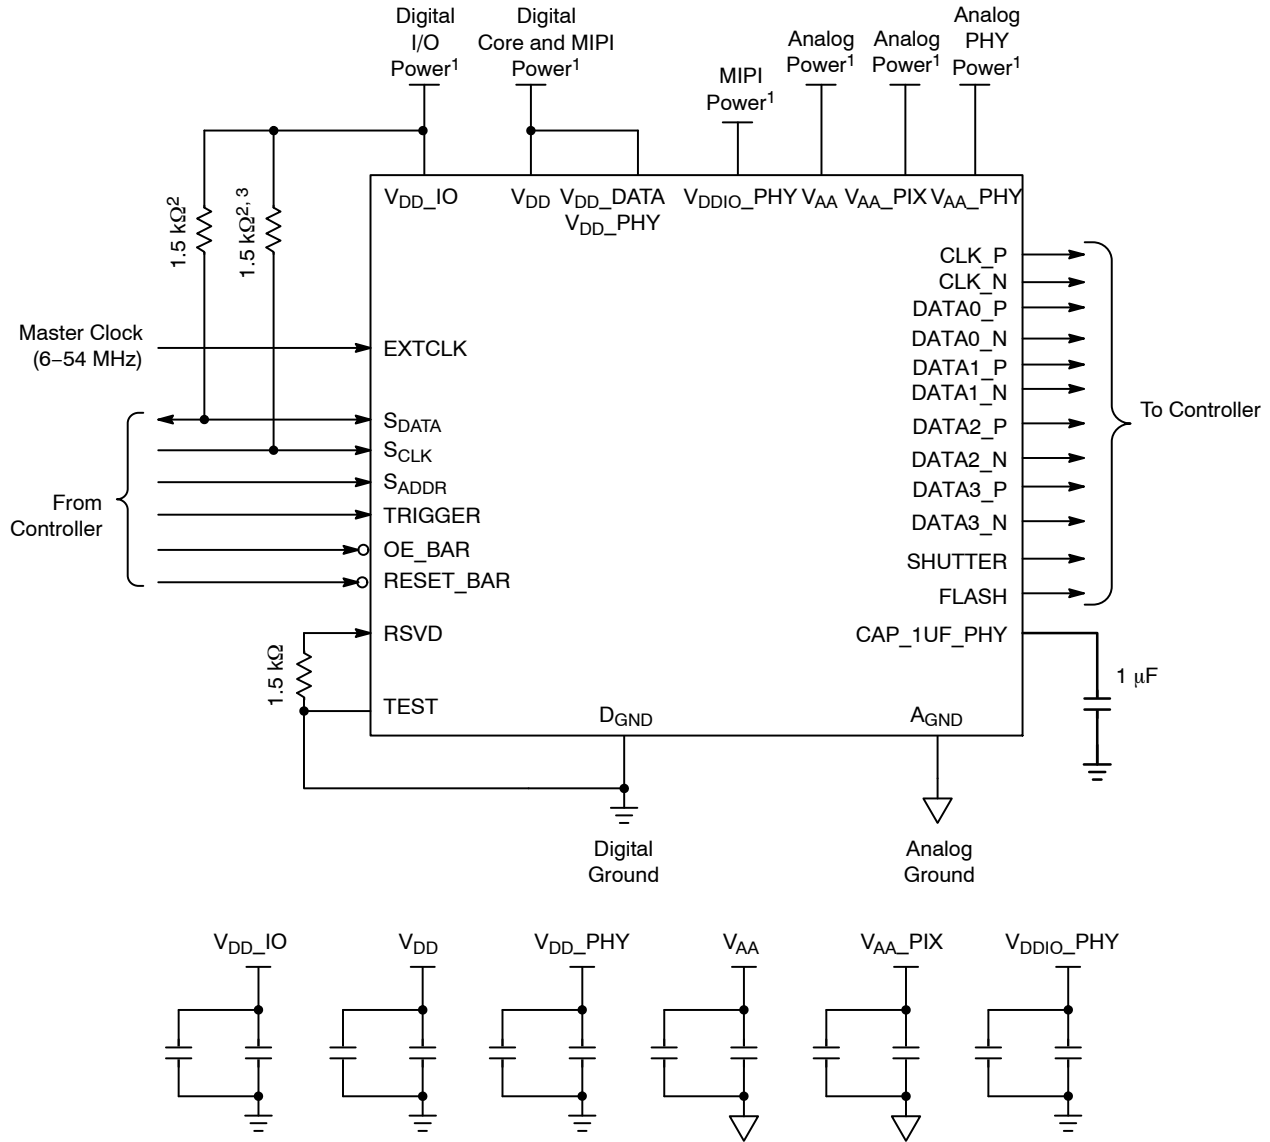 Digital
I/O
Power1
Digital
Core and MIPI
Power1
MIPI
Power1
Analog
Power1
Analog
Power1
Analog
PHY
Power1
VDD_IO
VDD
VDD_DATA
VDD_PHY
VDDIO_PHY
VAA
VAA_PIX
VAA_PHY
1.5 kΩ2
1.5 kΩ2, 3
Master Clock
(6–54 MHz)
EXTCLK
SDATA
SCLK
SADDR
TRIGGER
OE_BAR
RESET_BAR
From
Controller
RSVD
1.5 kΩ
TEST
CLK_P
CLK_N
DATA0_P
DATA0_N
DATA1_P
DATA1_N
DATA2_P
DATA2_N
DATA3_P
DATA3_N
SHUTTER
FLASH
To Controller
CAP_1UF_PHY
1 μF
DGND
AGND
Digital
Ground
Analog
Ground
VDD_IO
VDD
VDD_PHY
VAA
VAA_PIX
VDDIO_PHY